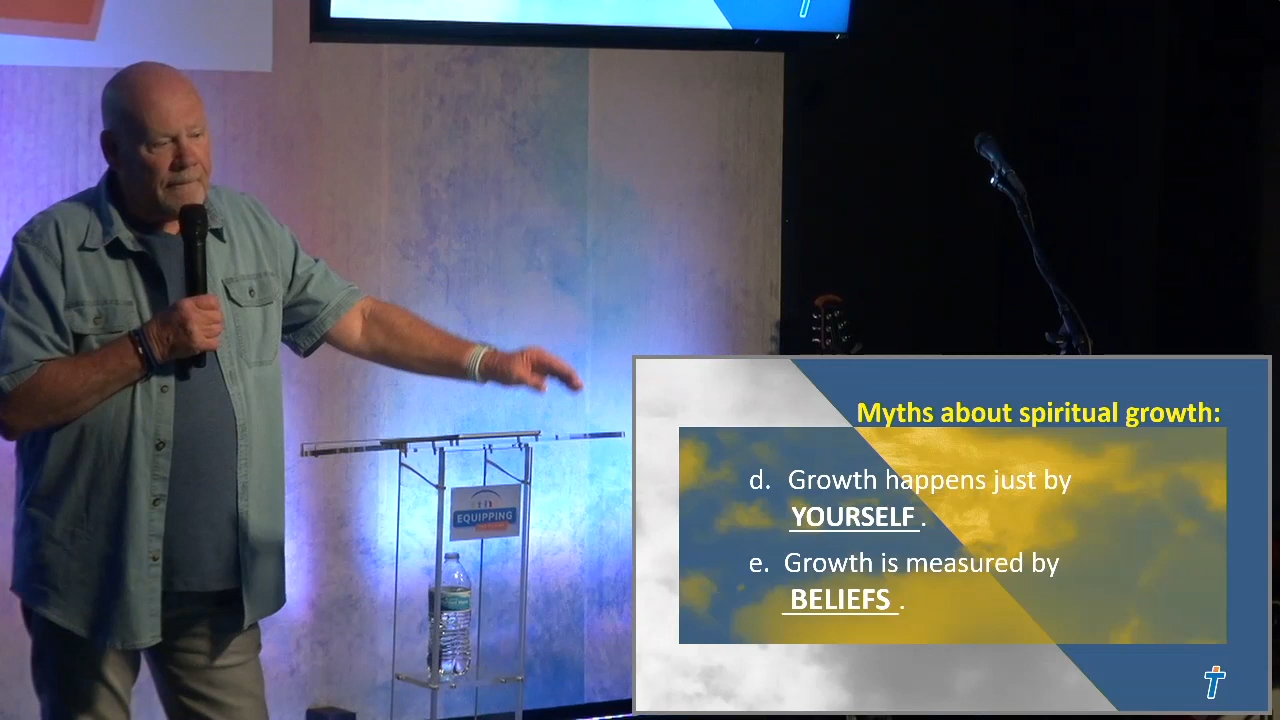 EQUIPPING
Myths about spiritual growth:
d. Growth happens just by
YOURSELF.
e. Growth is measured by
BELIEFS.